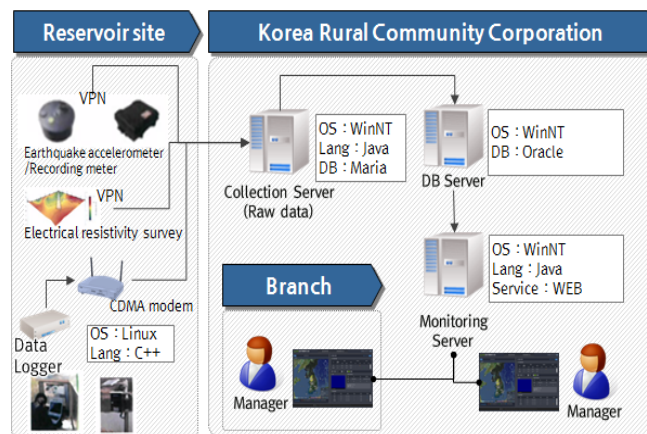 Reservoir site
Korea Rural Community Corporation
VPN
Earthquake accelerometer
/Recording meter
VPN
Electrical resistivity survey
CDMA modem
Data
Logger
OS : Linux
Lang : C++
Collection Server
(Raw data)
OS : WinNT
Lang : Java
DB : Maria
DB Server
OS : WinNT
DB : Oracle
OS : WinNT
Lang : Java
Service : WEB
Monitoring
Server
Branch
Manager
Manager